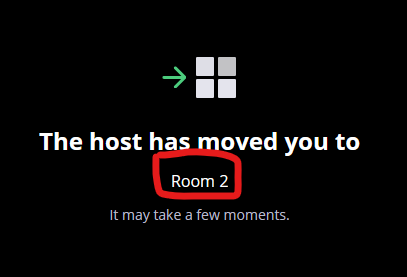 The host has moved you to
Room 2
It may take a few moments.